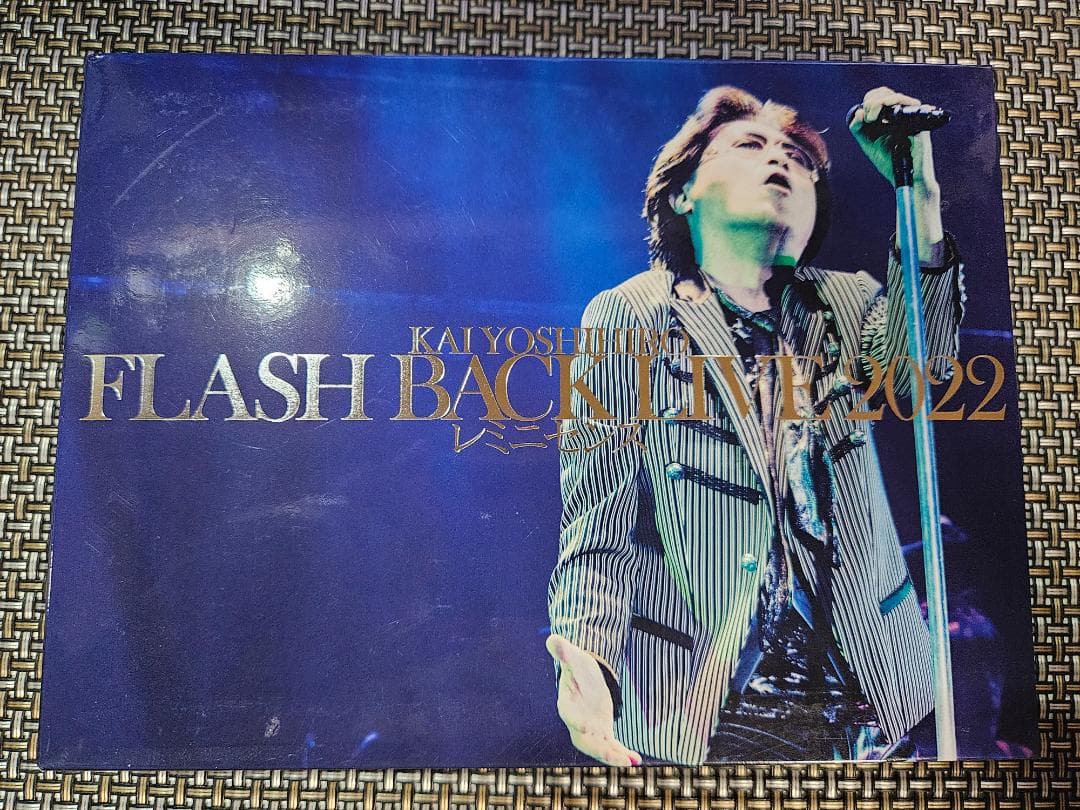 KAI YOSHIHIRO
FLASH BACK LIVE 2022
レミニセンス